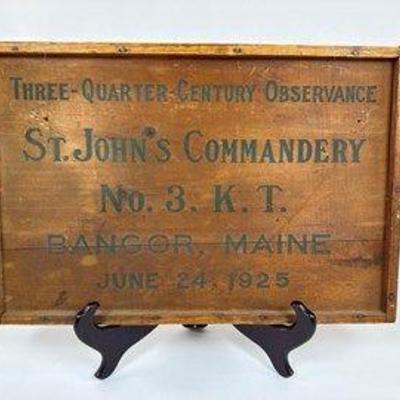 Three-Quarter-Century Observance
St. John's Commandery
No. 3. K. T.
Bangor, Maine
June 24, 1925